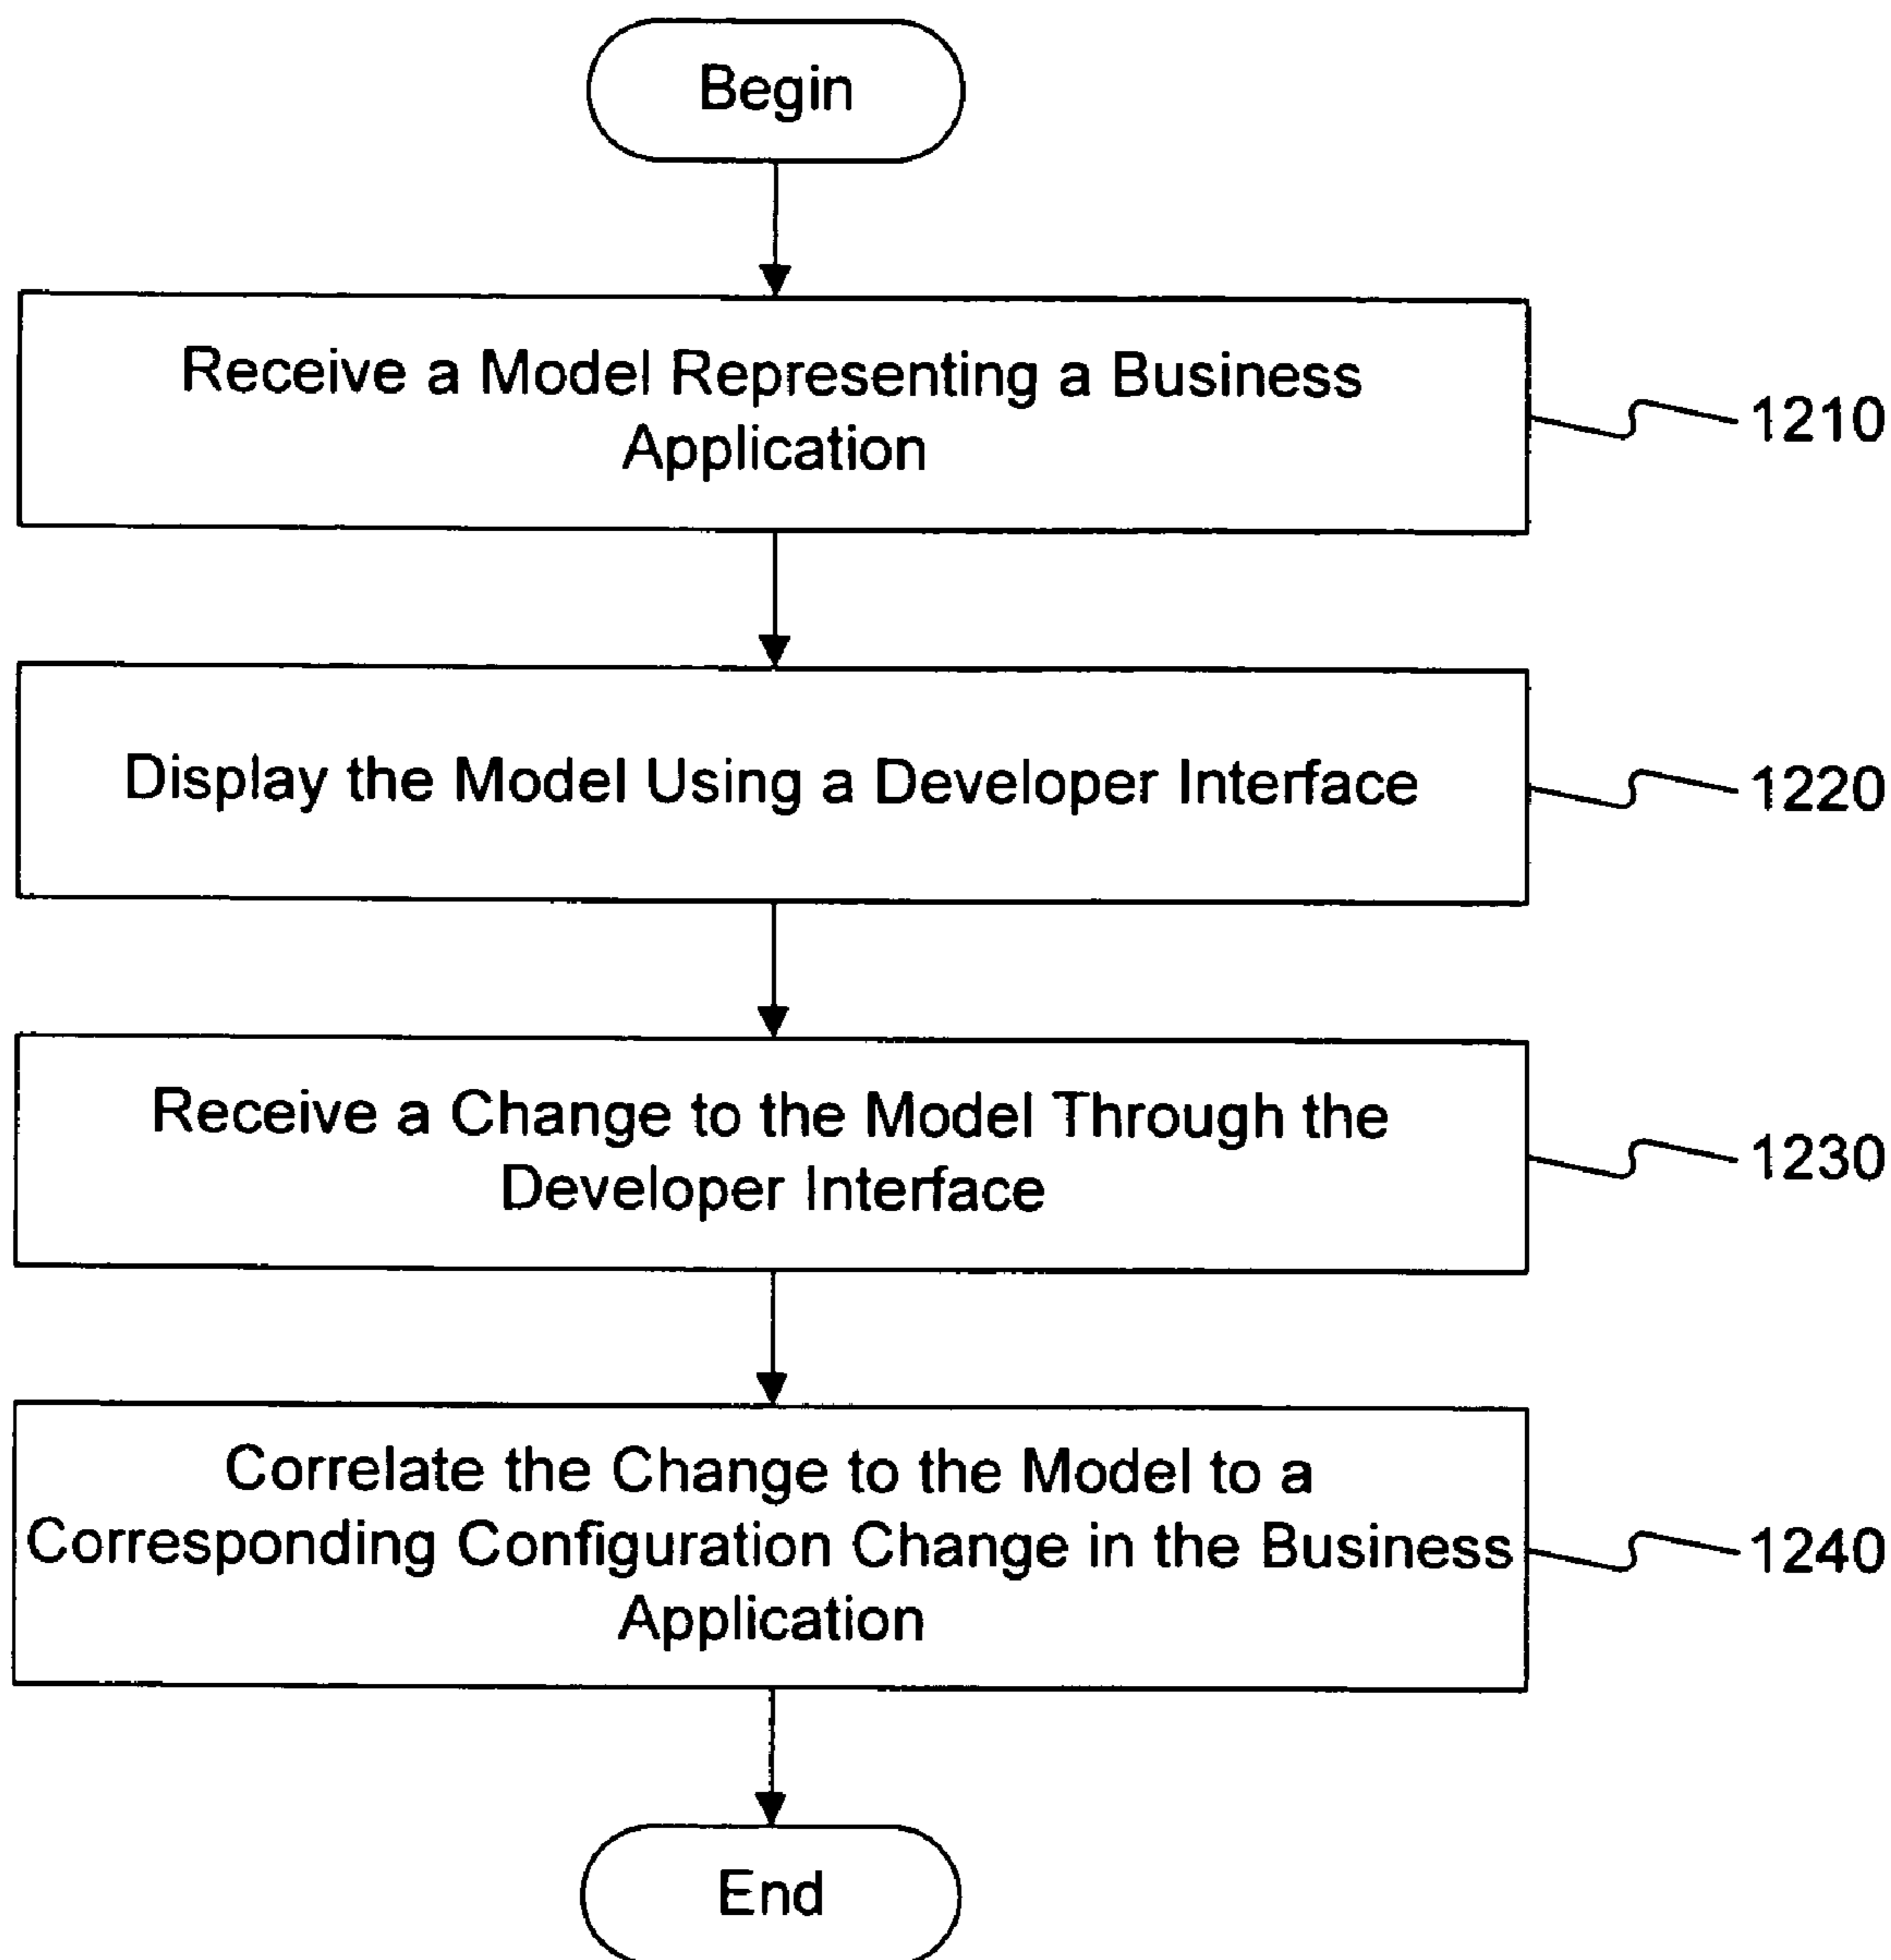 Begin
Receive a Model Representing a Business
Application
1210
Display the Model Using a Developer Interface
1220
Receive a Change to the Model Through the
Developer Interface
1230
Correlate the Change to the Model to a
Corresponding Configuration Change in the Business
Application
1240
End